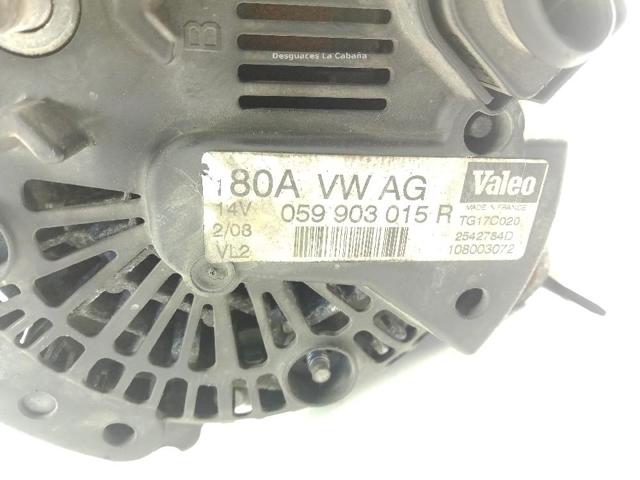 B
Desguaces La Cabaña
180A VW AG Valeo
MADE IN FRANCE
14V 059 903 015 R TG17C020
2/08 2542784D
VL2 108003072